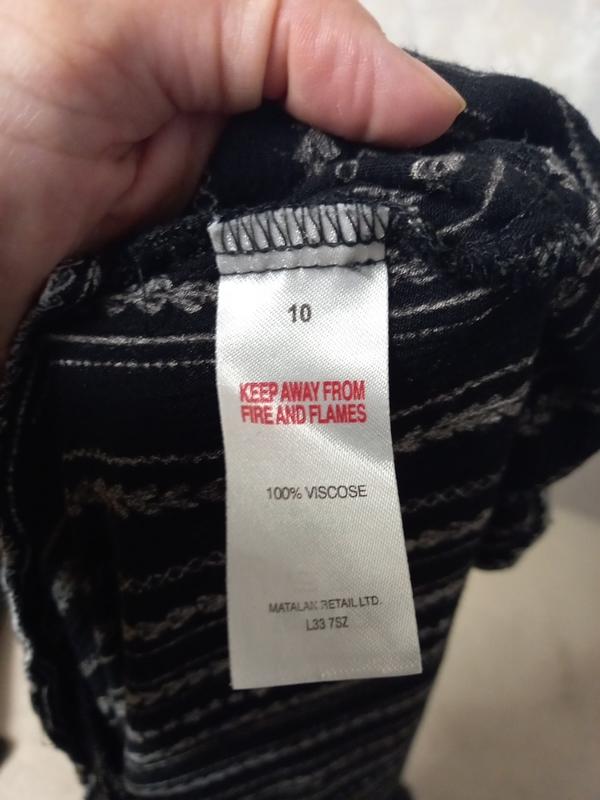 10
KEEP AWAY FROM
FIRE AND FLAMES
100% VISCOSE
MATALAN RETAIL LTD.
L33 7SZ